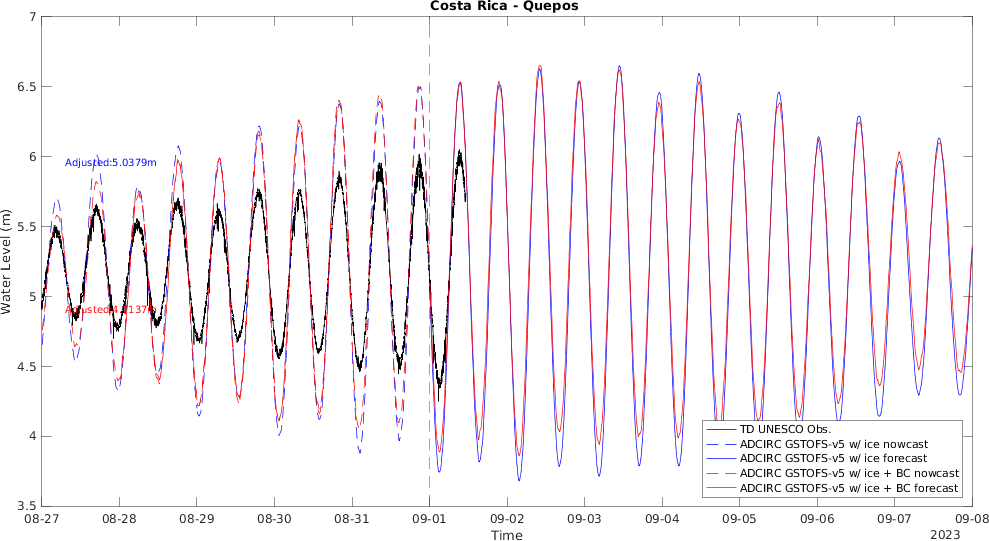 Costa Rica - Quepos
Water Level (m)
7
6.5
6
5.5
5
4.5
4
3.5
Adjusted:5.0379m
TD UNESCO Obs.
ADCIRC GSTOFS-v5 w/ ice nowcast
ADCIRC GSTOFS-v5 w/ ice forecast
ADCIRC GSTOFS-v5 w/ ice + BC nowcast
ADCIRC GSTOFS-v5 w/ ice + BC forecast
08-27 08-28 08-29 08-30 08-31 09-01 09-02 09-03 09-04 09-05 09-06 09-07 09-08
Time
2023